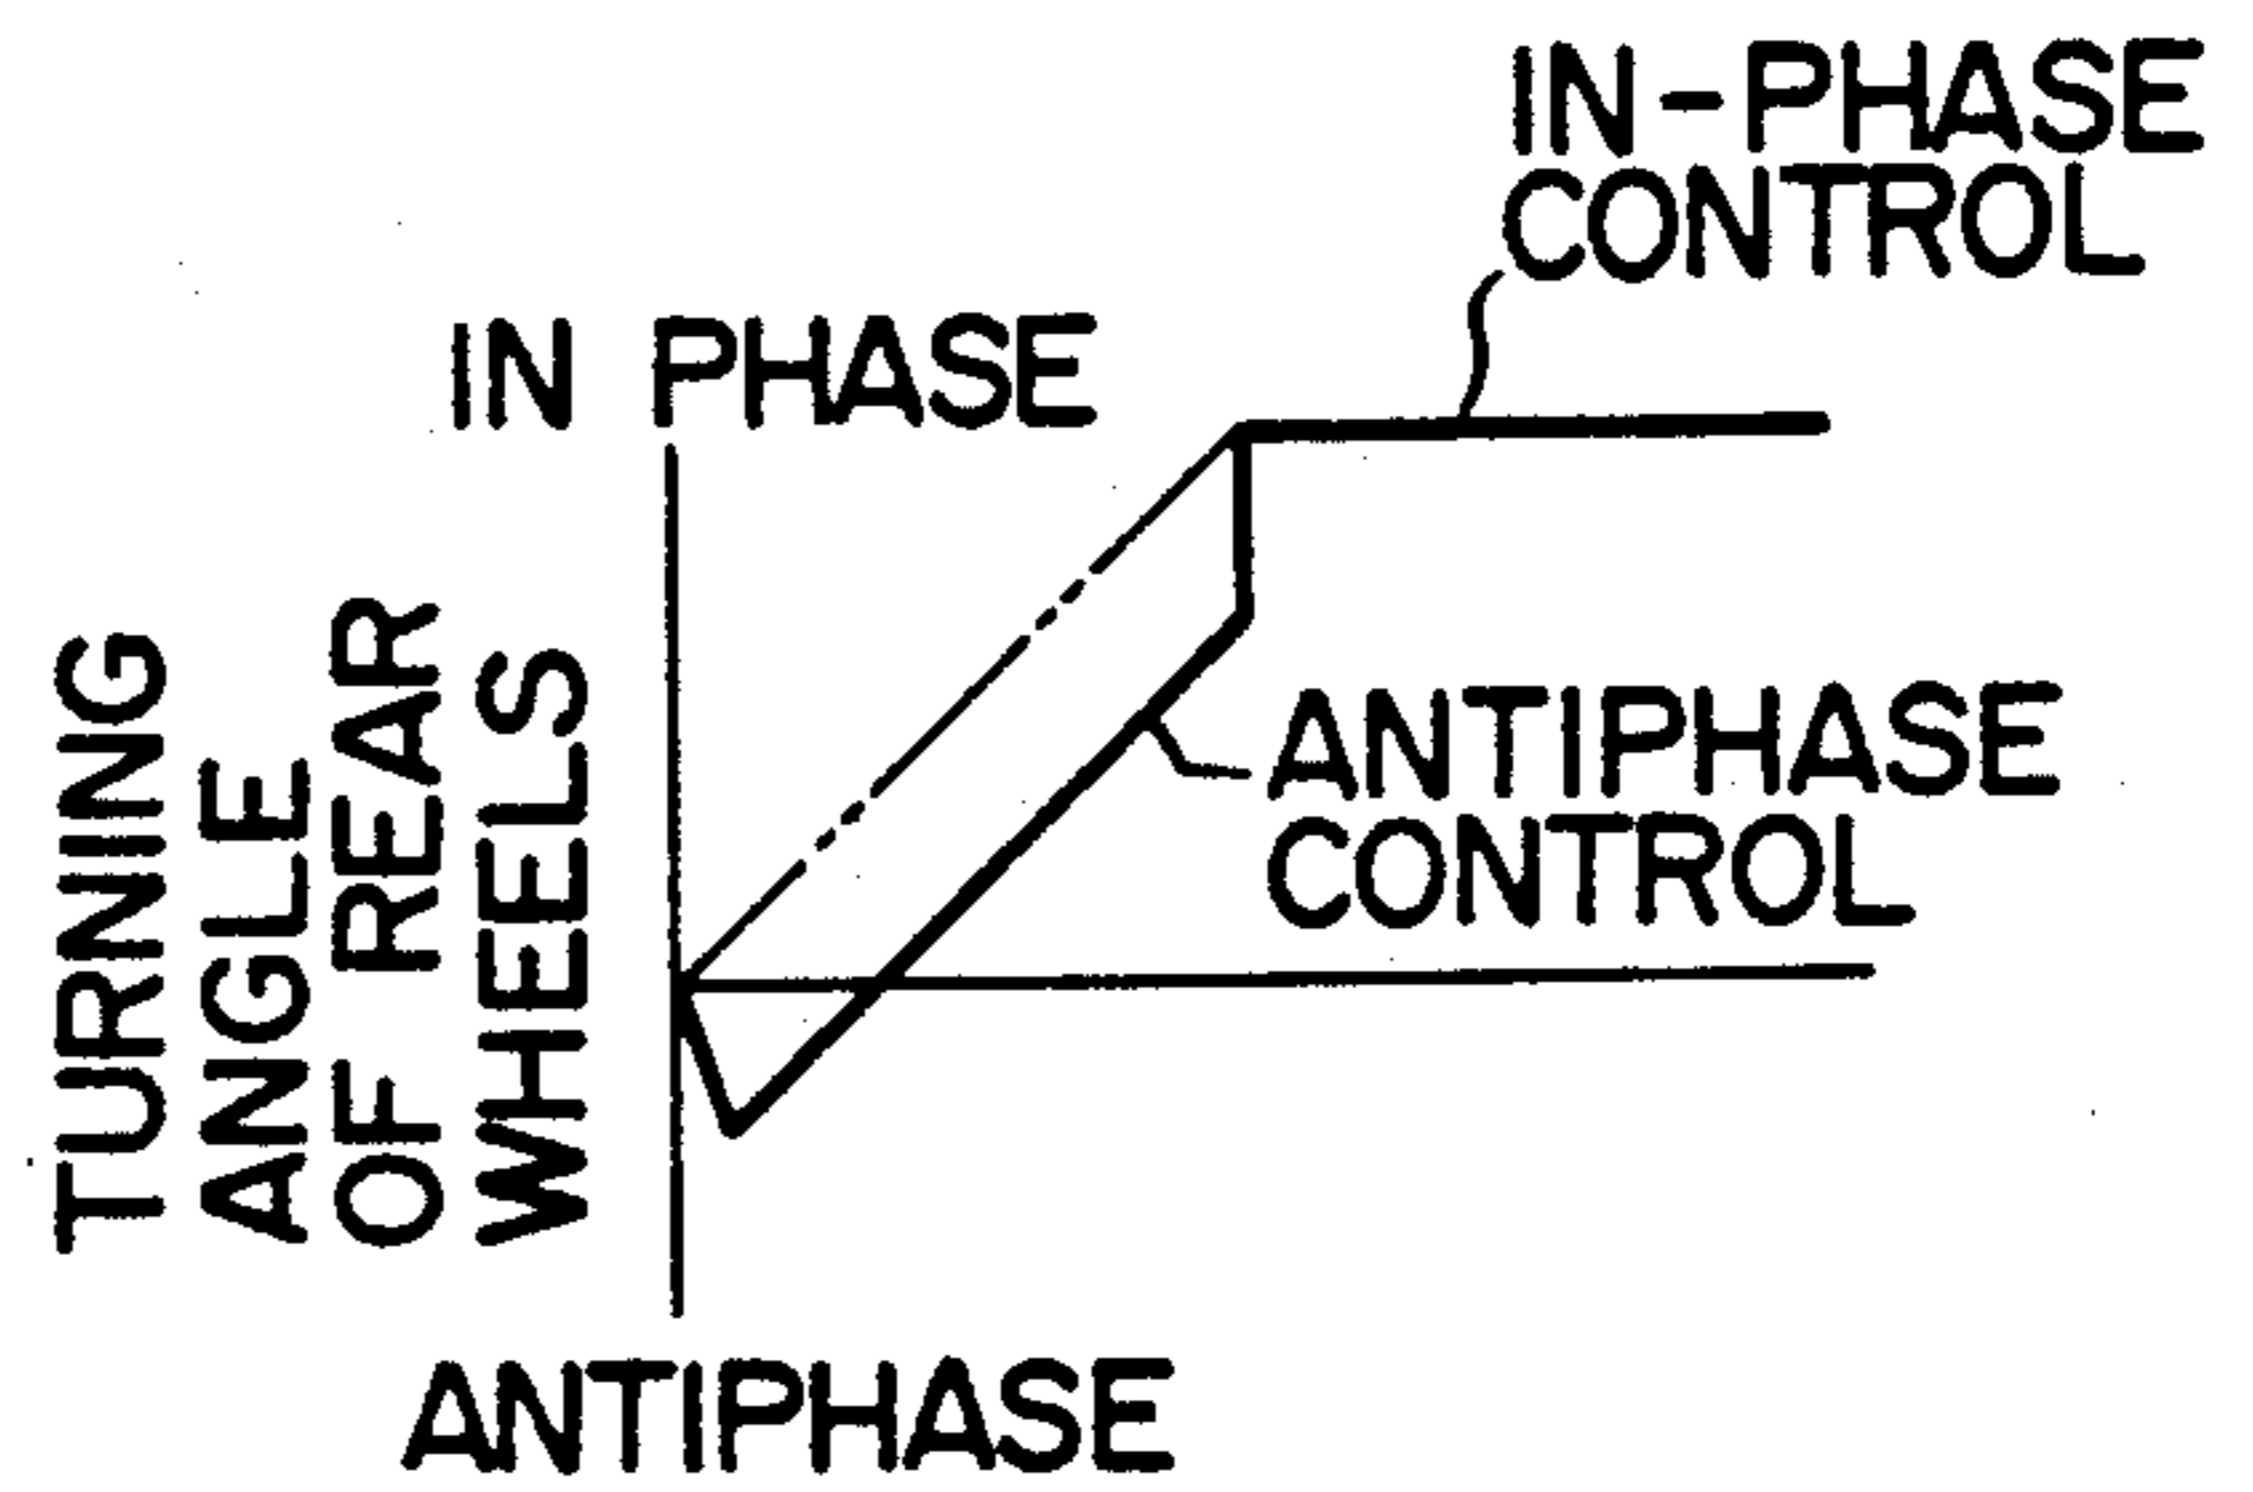 IN-PHASE
CONTROL
IN PHASE
TURNING
ANGLE
OF REAR
WHEELS
ANTIPHASE
CONTROL
ANTIPHASE